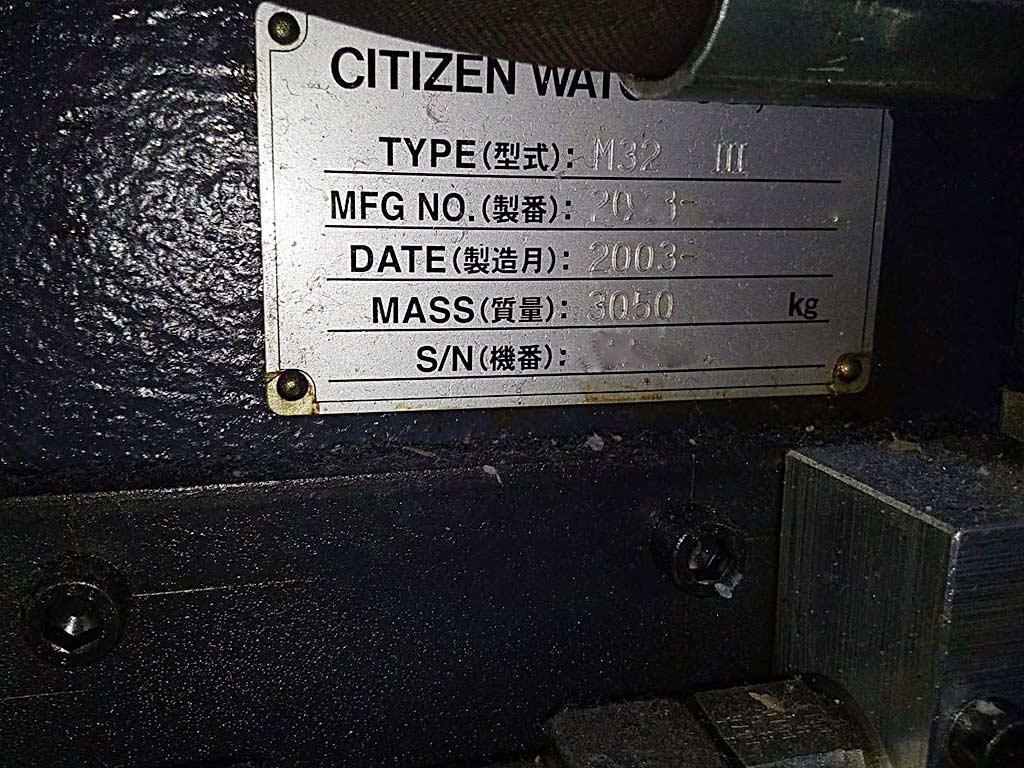 CITIZEN
TYPE(型式): M32 III
MFG NO.(製番):
DATE(製造月): 2003-
MASS(質量): 3050 kg
S/N(機番):